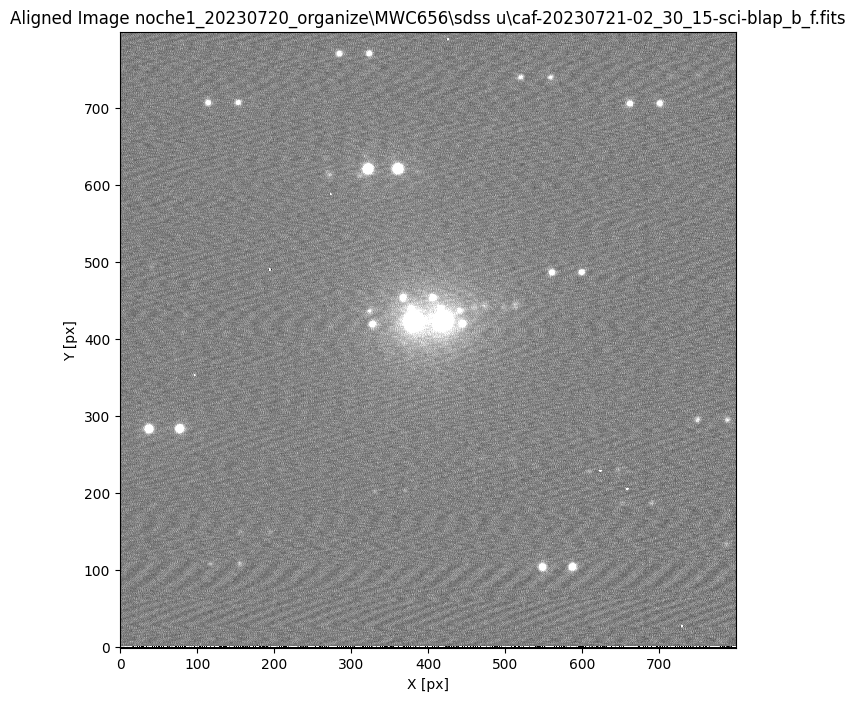 Aligned Image noche1_20230720_organize\MWC656\sdss u\caf-20230721-02_30_15-sci-blap_b_f.fits
700
600
500
400
300
200
100
0
0 100 200 300 400 500 600 700
Y [px]
X [px]